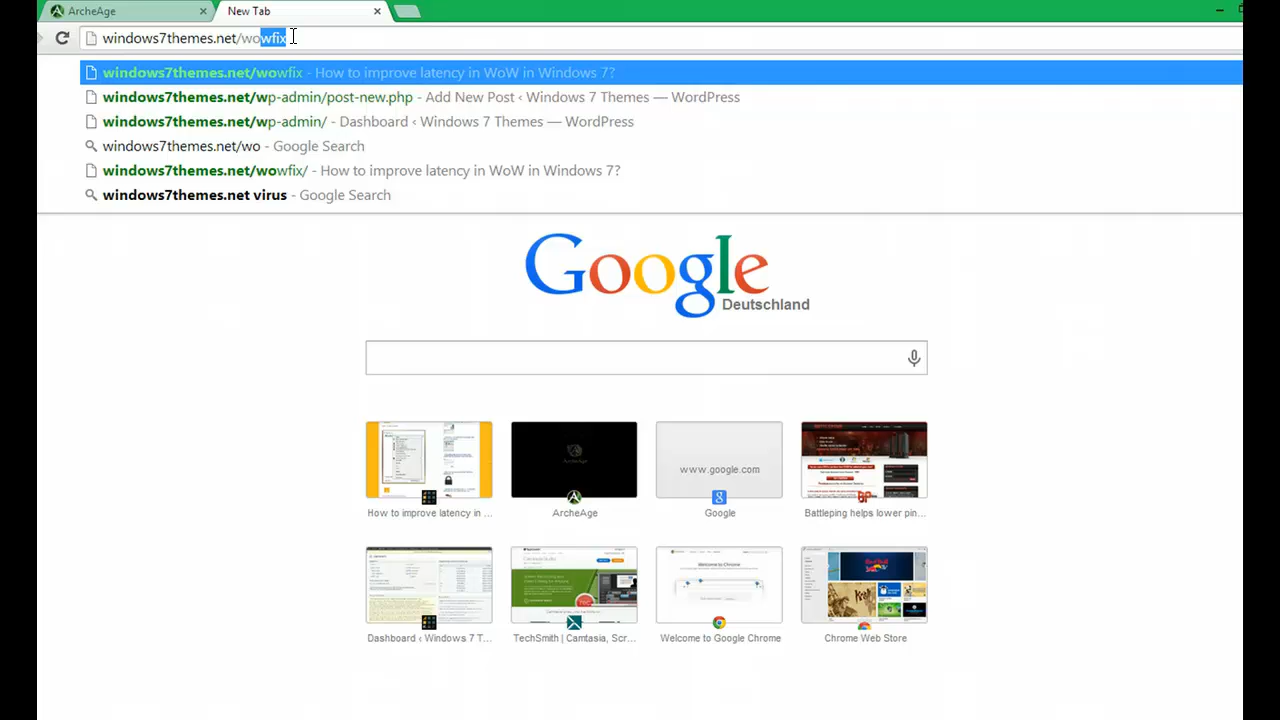 ArcheAge
New Tab
windows7themes.net/wowfix
windows7themes.net/wowfix - How to improve latency in WoW in Windows 7?
windows7themes.net/wp-admin/post-new.php - Add New Post ‹ Windows 7 Themes — WordPress
windows7themes.net/wp-admin/ - Dashboard ‹ Windows 7 Themes — WordPress
windows7themes.net/wo - Google Search
windows7themes.net/wowfix/ - How to improve latency in WoW in Windows 7?
windows7themes.net virus - Google Search
Google
Deutschland
www.google.com
How to improve latency in ...
ArcheAge
Google
Battleping helps lower pin...
Dashboard ‹ Windows 7 T...
TechSmith | Camtasia, Scr...
Welcome to Google Chrome
Chrome Web Store